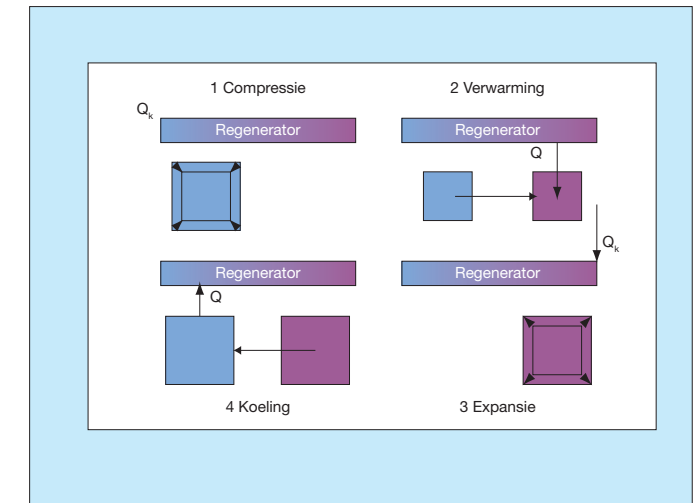 1 Compressie
2 Verwarming
Qk
Regenerator
Regenerator
Q
Qk
Regenerator
Regenerator
Q
4 Koeling
3 Expansie